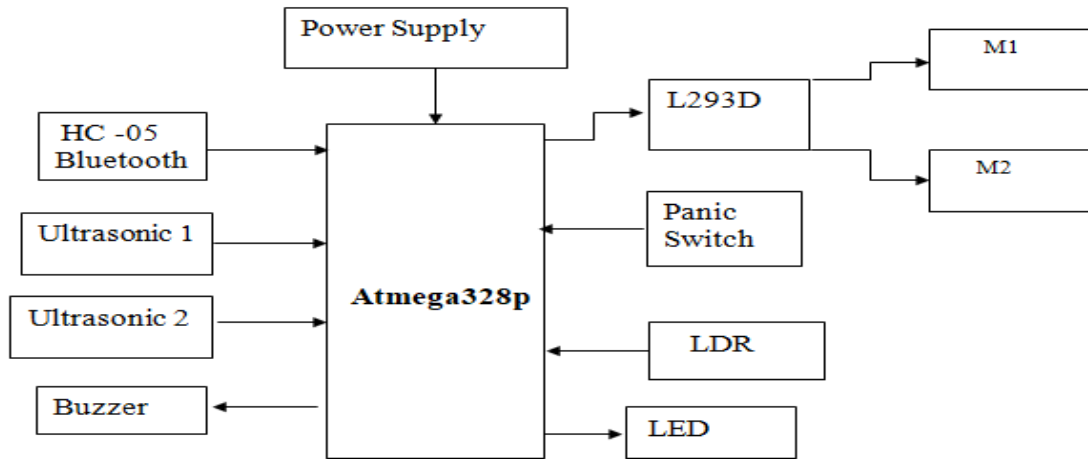 Power Supply
M1
L293D
HC -05
Bluetooth
M2
Panic
Switch
Ultrasonic 1
Atmega328p
Ultrasonic 2
LDR
Buzzer
LED